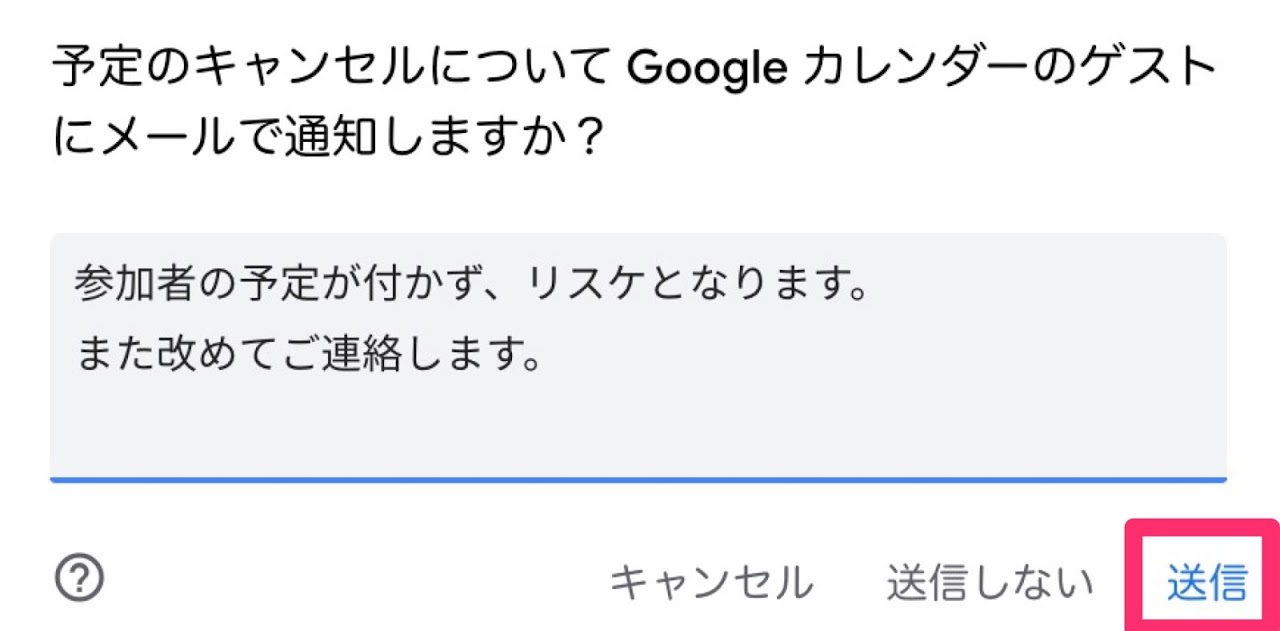 予定のキャンセルについて Google カレンダーのゲスト
にメールで通知しますか？
参加者の予定が付かず、リスケとなります。
また改めてご連絡します。
キャンセル 送信しない 送信